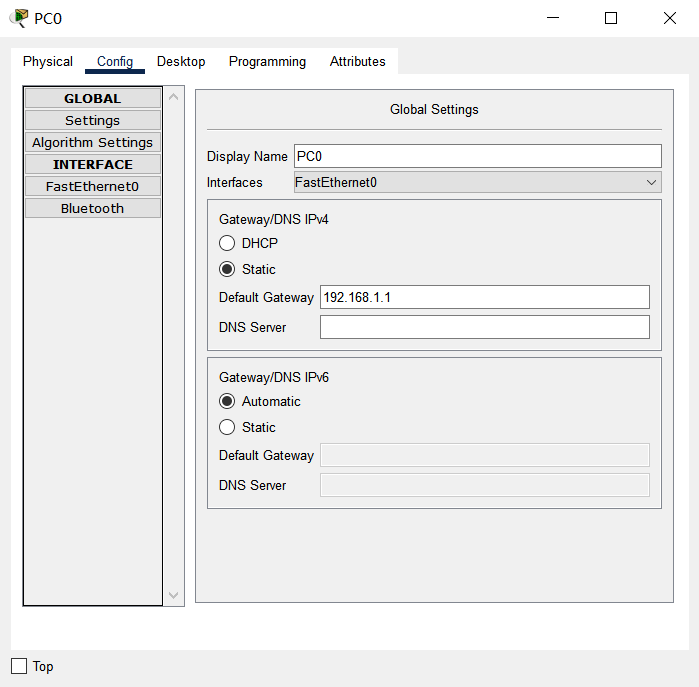 PC0
Physical Config Desktop Programming Attributes
GLOBAL
Settings
Algorithm Settings
INTERFACE
FastEthernet0
Bluetooth
Global Settings
Display Name PC0
Interfaces FastEthernet0
Gateway/DNS IPv4
DHCP
Static
Default Gateway 192.168.1.1
DNS Server
Gateway/DNS IPv6
Automatic
Static
Default Gateway
DNS Server
Top